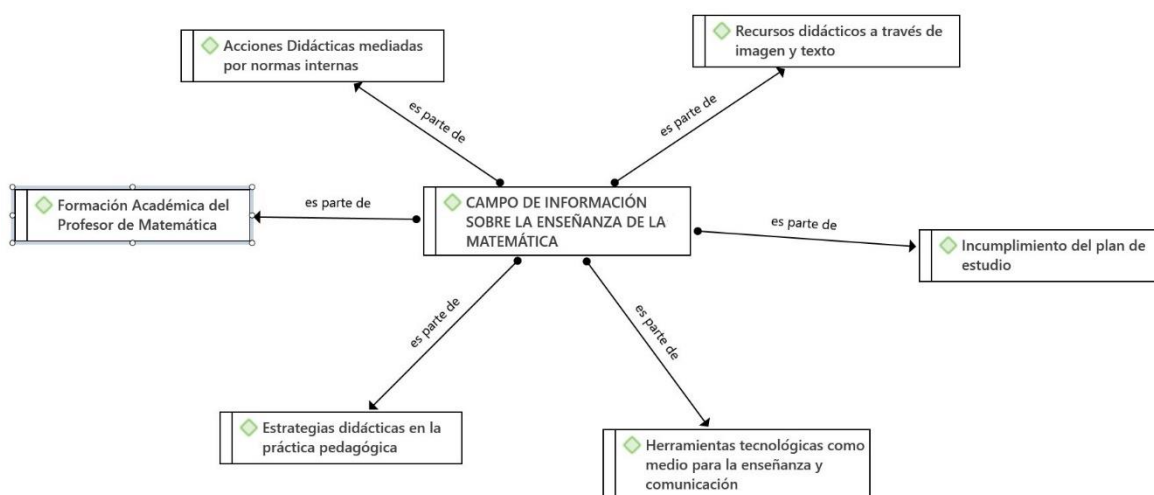 Acciones Didácticas mediadas
por normas internas
Recursos didácticos a través de
imagen y texto
es parte de
es parte de
Formación Académica del
Profesor de Matemática
es parte de
CAMPO DE INFORMACIÓN
SOBRE LA ENSEÑANZA DE LA
MATEMÁTICA
es parte de
Incumplimiento del plan de
estudio
es parte de
es parte de
Estrategias didácticas en la
práctica pedagógica
Herramientas tecnológicas como
medio para la enseñanza y
comunicación